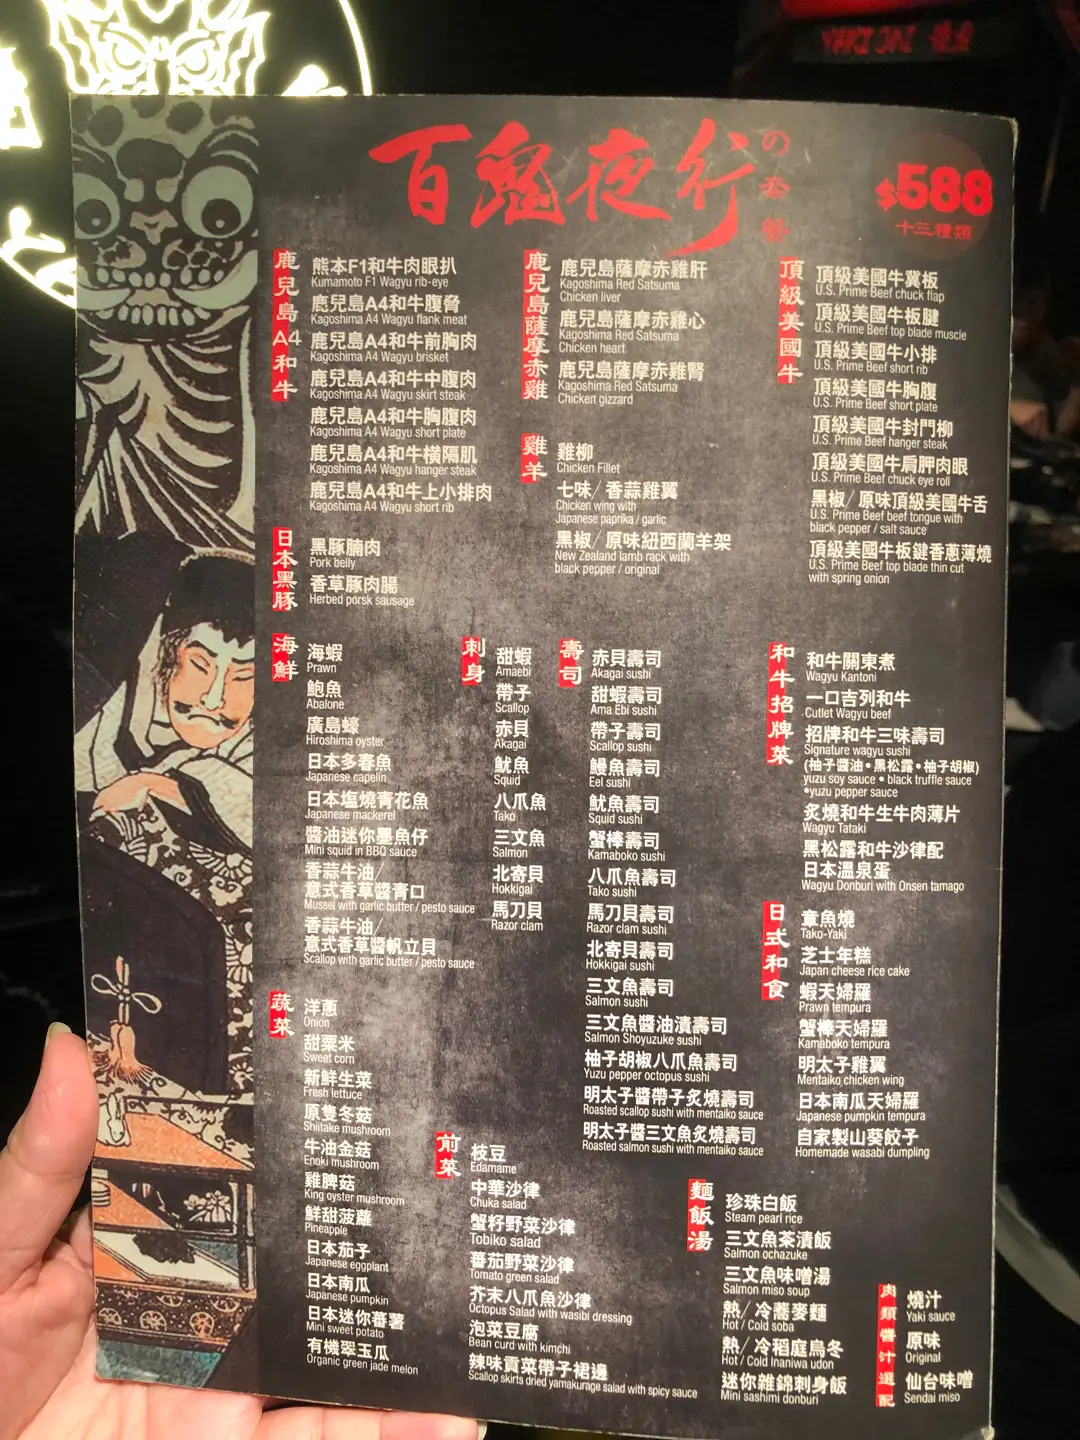 YAKI ONI
百鬼夜行の套餐
$588
十三種類
鹿兒島A4和牛
熊本F1和牛肉眼扒
Kumamoto F1 Wagyu rib-eye
鹿兒島A4和牛腹脅
Kagoshima A4 Wagyu flank meat
鹿兒島A4和牛前胸肉
Kagoshima A4 Wagyu brisket
鹿兒島A4和牛中腹肉
Kagoshima A4 Wagyu skirt steak
鹿兒島A4和牛胸腹肉
Kagoshima A4 Wagyu short plate
鹿兒島A4和牛橫隔肌
Kagoshima A4 Wagyu hanger steak
鹿兒島A4和牛上小排肉
Kagoshima A4 Wagyu short rib
日本黑豚
黑豚腩肉
Pork belly
香草豚肉腸
Herbed porsk sausage
鹿兒島薩摩赤雞
鹿兒島薩摩赤雞肝
Kagoshima Red Satsuma
Chicken liver
鹿兒島薩摩赤雞心
Kagoshima Red Satsuma
Chicken heart
鹿兒島薩摩赤雞腎
Kagoshima Red Satsuma
Chicken gizzard
雞羊
雞柳
Chicken Fillet
七味/香蒜雞翼
Chicken wing with
Japanese paprika / garlic
黑椒/原味紐西蘭羊架
New Zealand lamb rack with
black pepper / original
頂級美國牛
頂級美國牛冀板
U.S. Prime Beef chuck flap
頂級美國牛板腱
U.S. Prime Beef top blade muscle
頂級美國牛小排
U.S. Prime Beef short rib
頂級美國牛胸腹
U.S. Prime Beef short plate
頂級美國牛封門柳
U.S. Prime Beef hanger steak
頂級美國牛肩胛肉眼
U.S. Prime Beef chuck eye roll
黑椒/原味頂級美國牛舌
U.S. Prime Beef beef tongue with
black pepper / salt sauce
頂級美國牛板鍵香蔥薄燒
U.S. Prime Beef top blade thin cut
with spring onion
海鮮
海蝦
Prawn
鮑魚
Abalone
廣島蠔
Hiroshima oyster
日本多春魚
Japanese capelin
日本塩燒青花魚
Japanese mackerel
醬油迷你墨魚仔
Mini squid in BBQ sauce
香蒜牛油/
意式香草醬青口
Mussel with garlic butter / pesto sauce
香蒜牛油/
意式香草醬帆立貝
Scallop with garlic butter / pesto sauce
刺身
甜蝦
Amaebi
帶子
Scallop
赤貝
Akagai
魷魚
Squid
八爪魚
Tako
三文魚
Salmon
北寄貝
Hokkigai
馬刀貝
Razor clam
壽司
赤貝壽司
Akagai sushi
甜蝦壽司
Ama Ebi sushi
帶子壽司
Scallop sushi
鰻魚壽司
Eel sushi
魷魚壽司
Squid sushi
蟹棒壽司
Kamaboko sushi
八爪魚壽司
Tako sushi
馬刀貝壽司
Razor clam sushi
北寄貝壽司
Hokkigai sushi
三文魚壽司
Salmon sushi
三文魚醬油漬壽司
Salmon Shoyuzuke sushi
柚子胡椒八爪魚壽司
Yuzu pepper octopus sushi
明太子醬帶子炙燒壽司
Roasted scallop sushi with mentaiko sauce
明太子醬三文魚炙燒壽司
Roasted salmon sushi with mentaiko sauce
和牛招牌菜
和牛關東煮
Wagyu Kantoni
一口吉列和牛
Cutlet Wagyu beef
招牌和牛三味壽司
Signature wagyu sushi
(柚子醬油•黑松露•柚子胡椒)
yuzu soy sauce • black truffle sauce
•yuzu pepper sauce
炙燒和牛生牛肉薄片
Wagyu Tataki
黑松露和牛沙律配
日本溫泉蛋
Wagyu Donburi with Onsen tamago
日式和食
章魚燒
Tako-Yaki
芝士年糕
Japan cheese rice cake
蝦天婦羅
Prawn tempura
蟹棒天婦羅
Kamaboko tempura
明太子雞翼
Mentaiko chicken wing
日本南瓜天婦羅
Japanese pumpkin tempura
自家製山葵餃子
Homemade wasabi dumpling
蔬菜
洋蔥
Onion
甜粟米
Sweet corn
新鮮生菜
Fresh lettuce
原隻冬菇
Shiitake mushroom
牛油金菇
Enoki mushroom
雞脾菇
King oyster mushroom
鮮甜菠蘿
Pineapple
日本茄子
Japanese eggplant
日本南瓜
Japanese pumpkin
日本迷你蕃薯
Mini sweet potato
有機翠玉瓜
Organic green jade melon
前菜
枝豆
Edamame
中華沙律
Chuka salad
蟹籽野菜沙律
Tobiko salad
蕃茄野菜沙律
Tomato green salad
芥末八爪魚沙律
Octopus Salad with wasibi dressing
泡菜豆腐
Bean curd with kimchi
辣味貢菜帶子裙邊
Scallop skirts dried yamakurage salad with spicy sauce
麵飯湯
珍珠白飯
Steam pearl rice
三文魚茶漬飯
Salmon ochazuke
三文魚味噌湯
Salmon miso soup
熱/冷蕎麥麵
Hot / Cold soba
熱/冷稻庭烏冬
Hot / Cold Inaniwa udon
迷你雜錦刺身飯
Mini sashimi donburi
肉類醬汁選配
燒汁
Yaki sauce
原味
Original
仙台味噌
Sendai miso